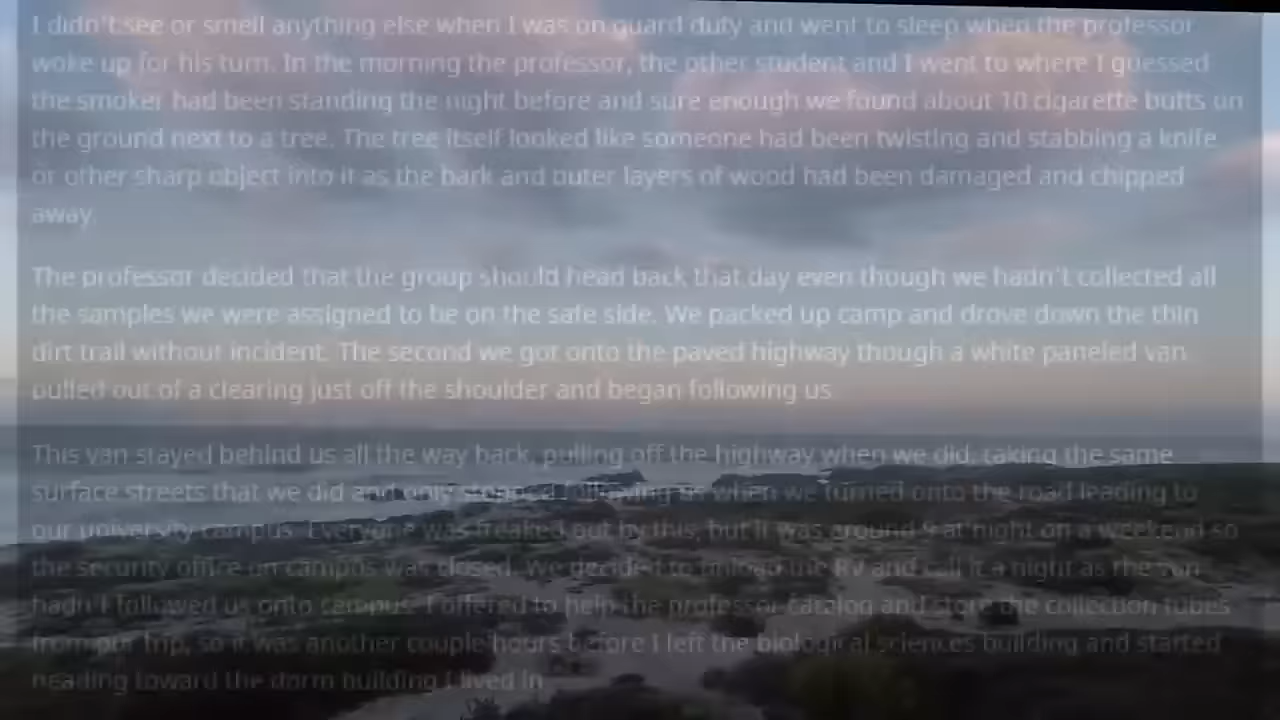 I didn't see or smell anything else when I was on guard duty and went to sleep when the professor
woke up for his turn. In the morning the professor, the other student and I went to where I guessed
the smoker had been standing the night before and sure enough we found about 10 cigarette butts on
the ground next to a tree. The tree itself looked like someone had been twisting and stabbing a knife
or other sharp object into it as the bark and outer layers of wood had been damaged and chipped
away.
The professor decided that the group should head back that day even though we hadn't collected all
the samples we were assigned to be on the safe side. We packed up camp and drove down the thin
dirt trail without incident. The second we got onto the paved highway though a white paneled van
pulled out of a clearing just off the shoulder and began following us.
This van stayed behind us all the way back, pulling off the highway when we did, taking the same
surface streets that we did and only stopped following us when we turned onto the road leading to
our university campus. Everyone was freaked out by this, but it was around 9 at night on a weekend so
the security office on campus was closed. We decided to unload the RV and call it a night as the van
hadn't followed us onto campus. I offered to help the professor catalog and store the collection tubes
from our trip, so it was another couple hours before I left the biological sciences building and started
heading toward the dorm building I lived in